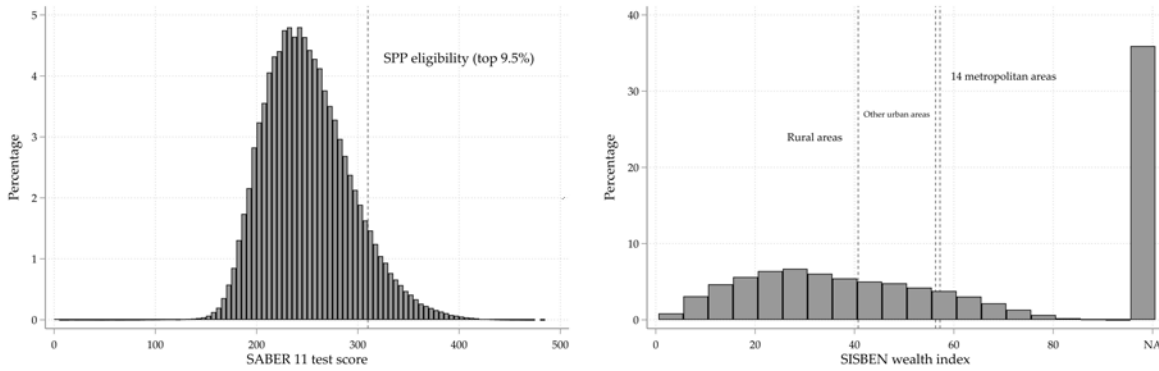 5
4
3
2
1
0
Percentage
SPP eligibility (top 9.5%)
0 100 200 300 400 500
SABER 11 test score
40
30
20
10
0
Percentage
14 metropolitan areas
Other urban areas
Rural areas
0 20 40 60 80 NA
SISBEN wealth index